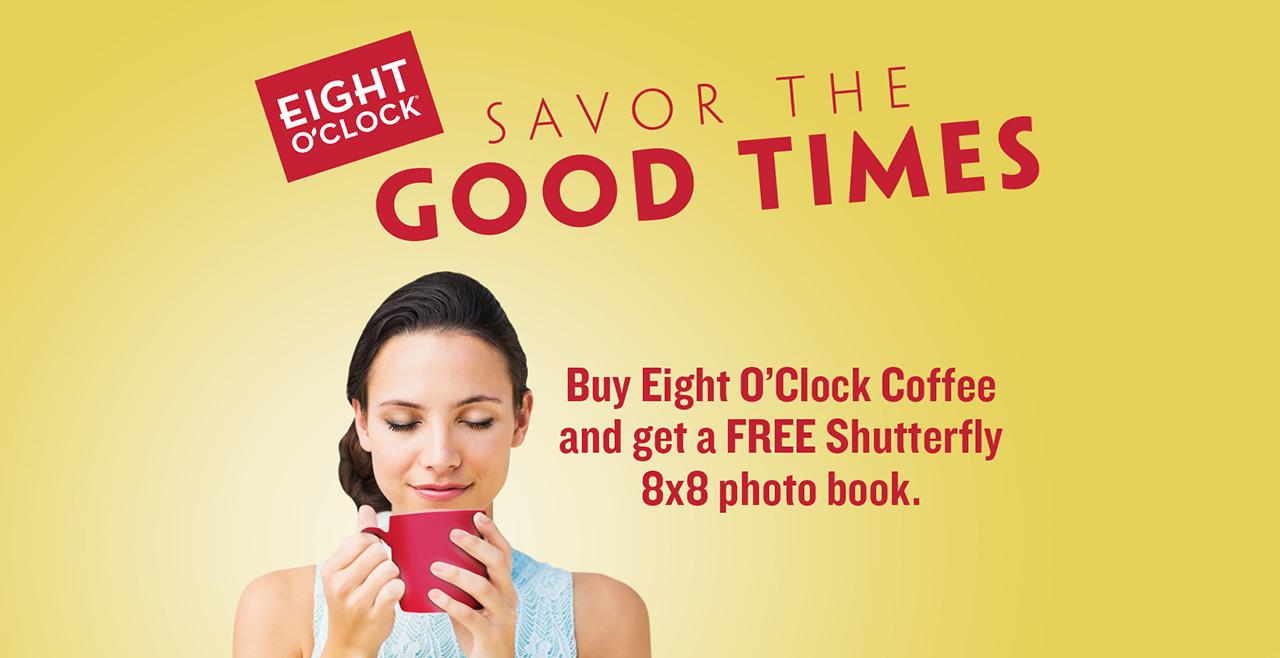 EIGHT
O'CLOCK®
SAVOR THE
GOOD TIMES
Buy Eight O’Clock Coffee
and get a FREE Shutterfly
8x8 photo book.